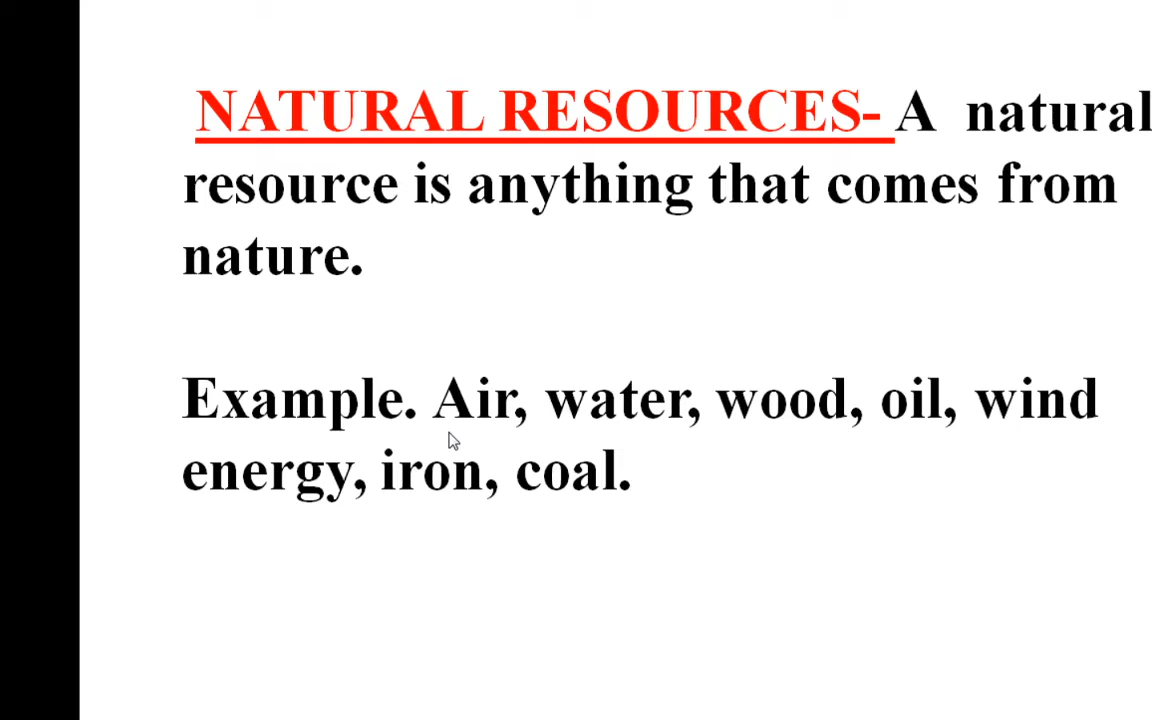 NATURAL RESOURCES- A natural
resource is anything that comes from
nature.
Example. Air, water, wood, oil, wind
energy, iron, coal.